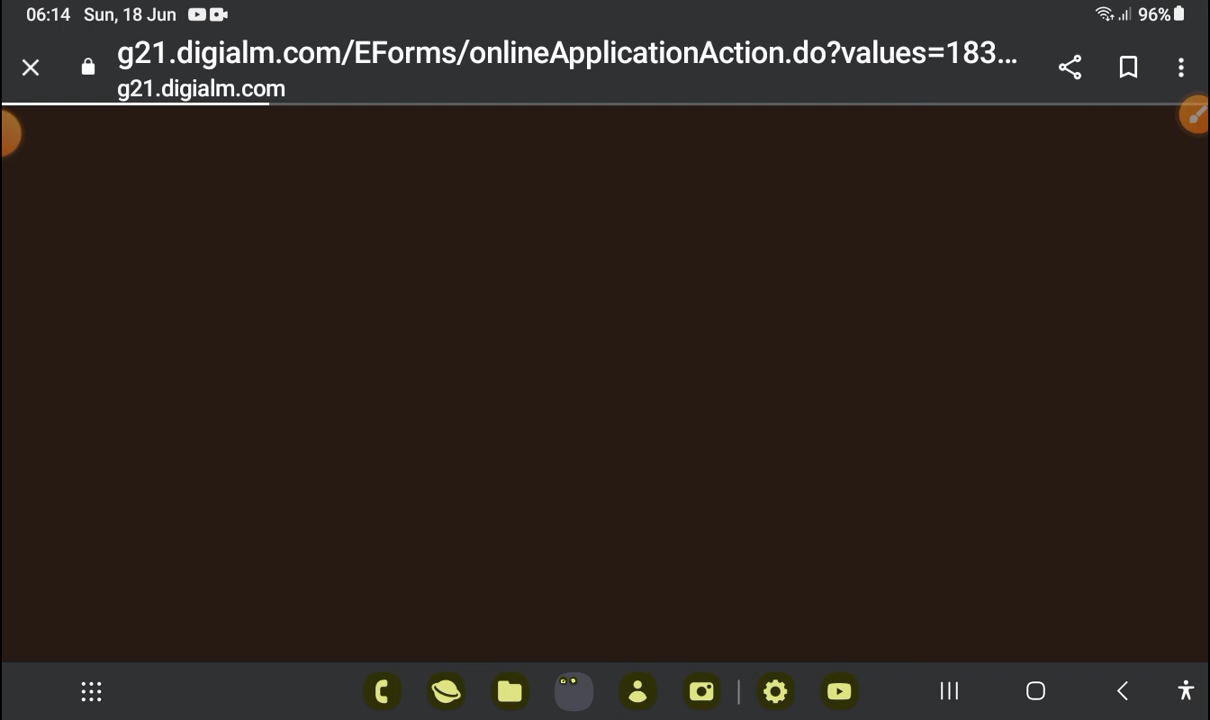 06:14 Sun, 18 Jun
96%
g21.digialm.com/EForms/onlineApplicationAction.do?values=183...
g21.digialm.com